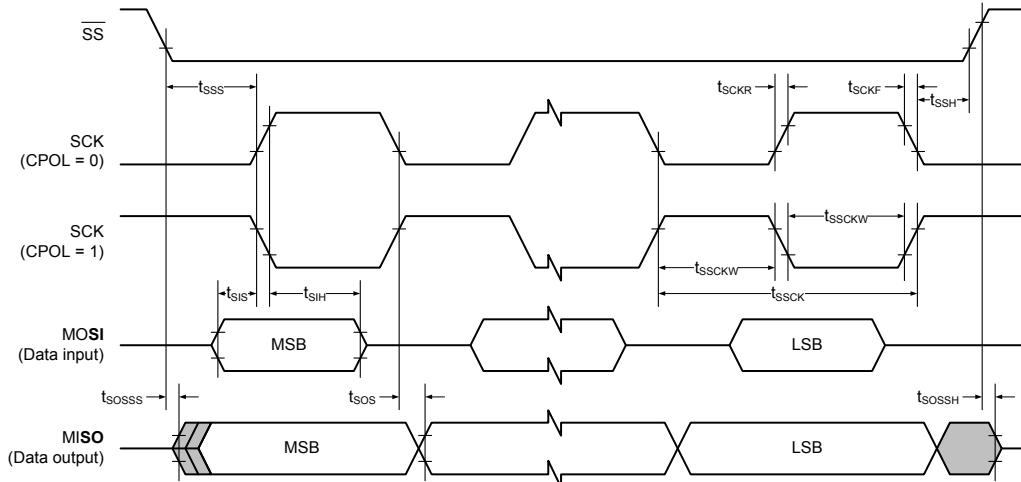 SS
tSSS
tSCKR
tSCKF
tSSH
SCK
(CPOL = 0)
SCK
(CPOL = 1)
tSSCKW
tSSCKW
tSIS
tSIH
tSSCK
MOSI
(Data input)
MSB
LSB
tSOSSS
tSOS
tSOSSH
MISO
(Data output)
MSB
LSB